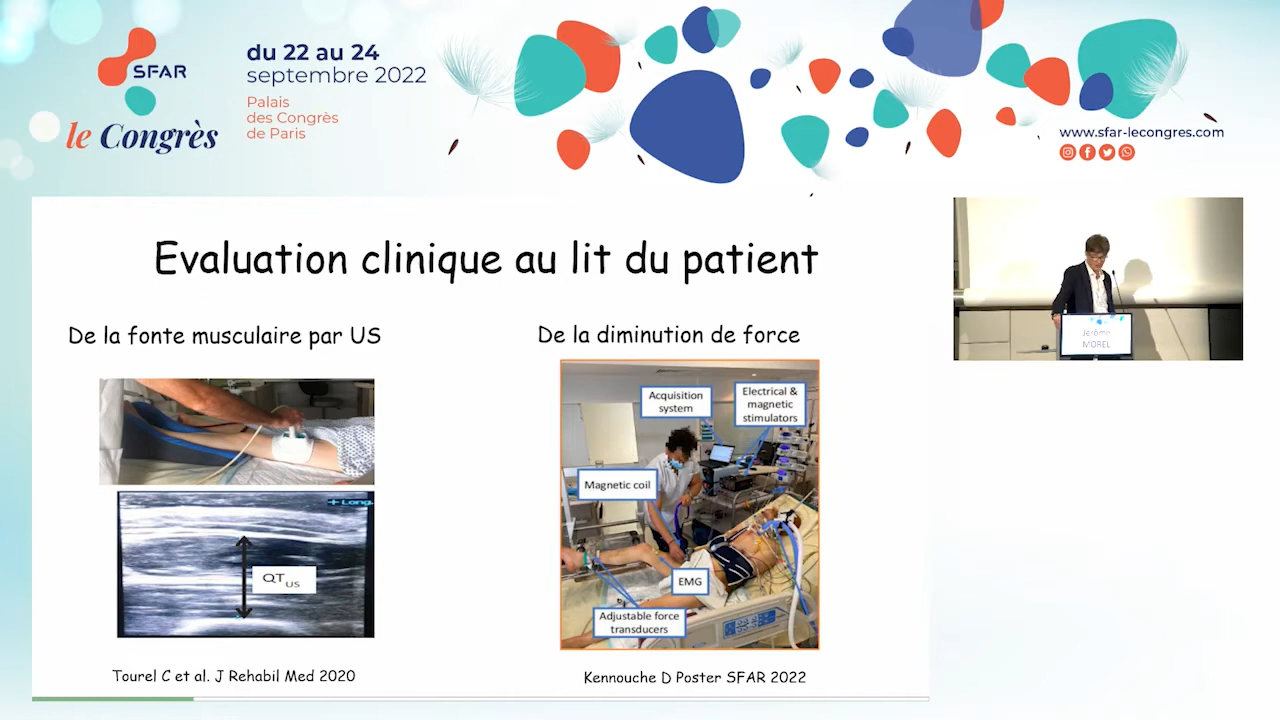 SFAR
le Congrès
du 22 au 24
septembre 2022
Palais
des Congrès
de Paris
www.sfar-lecongres.com
Evaluation clinique au lit du patient
De la fonte musculaire par US
De la diminution de force
Long
QT US
Acquisition
system
Electrical &
magnetic
stimulators
Magnetic coil
EMG
Adjustable force
transducers
Tourel C et al. J Rehabil Med 2020
Kennouche D Poster SFAR 2022
Jérôme
MOREL